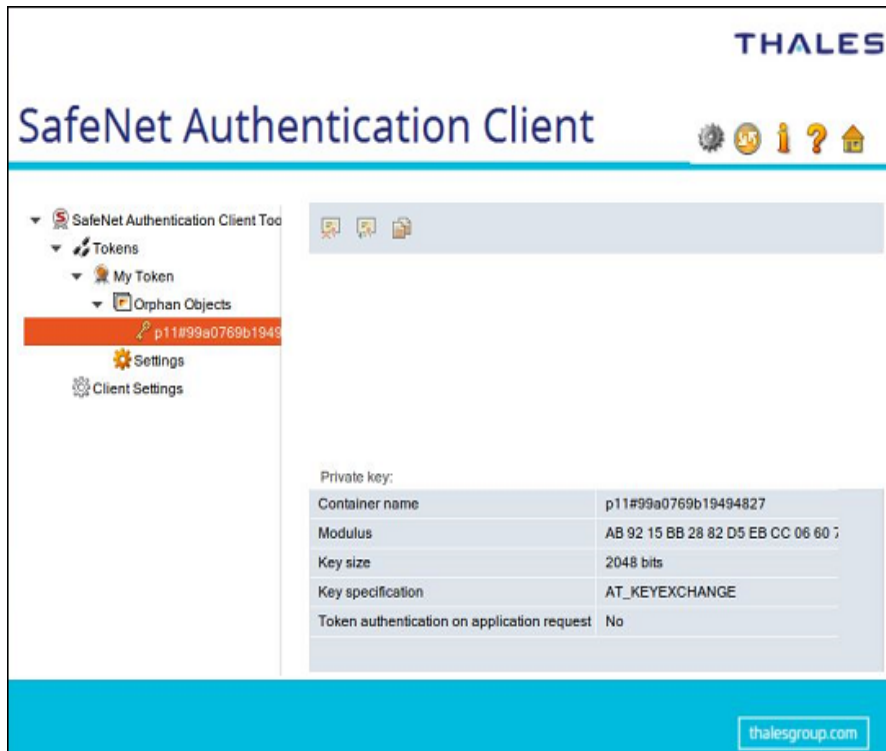 THALES
SafeNet Authentication Client
SafeNet Authentication Client Too
Tokens
My Token
Orphan Objects
p11#99a0769b1949
Settings
Client Settings
Private key:
Container name p11#99a0769b19494827
Modulus AB 92 15 BB 28 82 D5 EB CC 06 60 7
Key size 2048 bits
Key specification AT_KEYEXCHANGE
Token authentication on application request No
thalesgroup.com